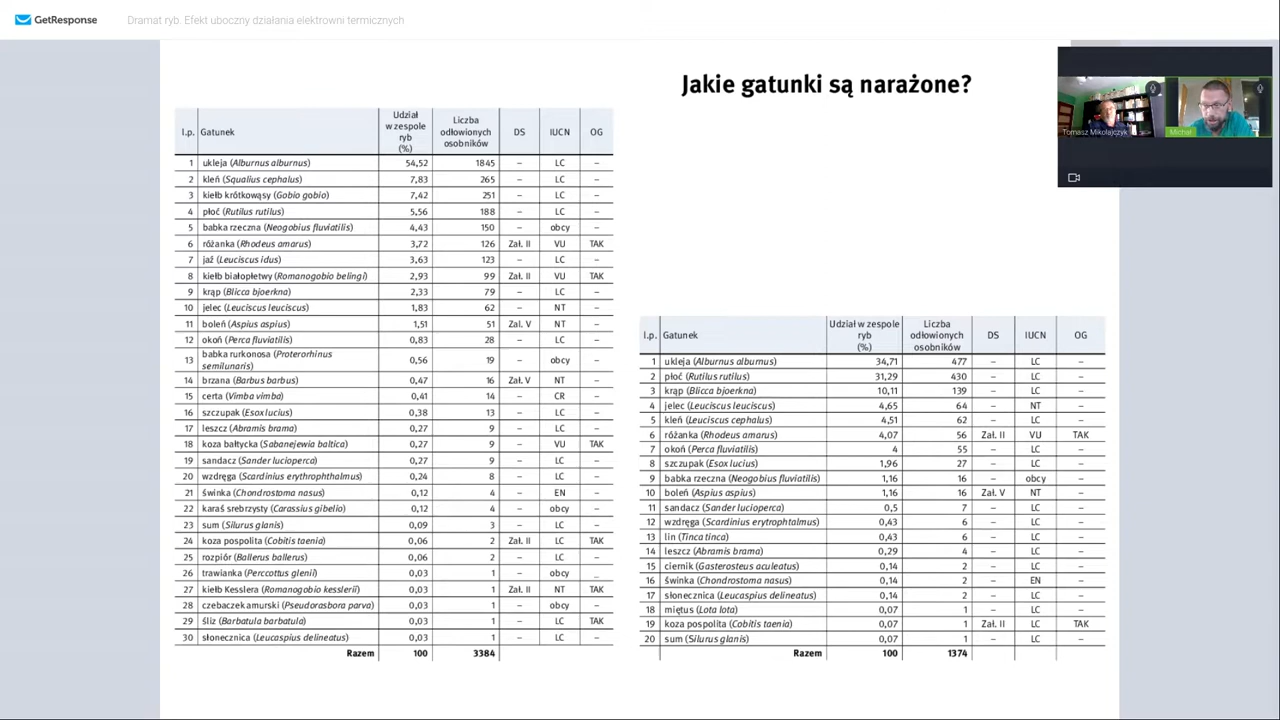 GetResponse
Dramat ryb. Efekt uboczny działania elektrowni termicznych
Jakie gatunki są narażone?
Tomasz Mikołajczyk
Michał
l.p. Gatunek Udział w zespole ryb (%) Liczba odłowionych osobników DS IUCN OG
1 ukleja (Alburnus alburnus) 54,52 1845 – LC –
2 kleń (Squalius cephalus) 7,83 265 – LC –
3 kiełb krótkowąsy (Gobio gobio) 7,42 251 – LC –
4 płoć (Rutilus rutilus) 5,56 188 – LC –
5 babka rzeczna (Neogobius fluviatilis) 4,43 150 – obcy –
6 różanka (Rhodeus amarus) 3,72 126 Zał. II VU TAK
7 jaź (Leuciscus idus) 3,63 123 – LC –
8 kiełb białopłetwy (Romanogobio belingi) 2,93 99 Zał. II VU TAK
9 krąp (Blicca bjoerkna) 2,33 79 – LC –
10 jelec (Leuciscus leuciscus) 1,83 62 – NT –
11 boleń (Aspius aspius) 1,51 51 Zal. V NT –
12 okoń (Perca fluviatilis) 0,83 28 – LC –
13 babka rurkonosa (Proterorhinus semilunaris) 0,56 19 – obcy –
14 brzana (Barbus barbus) 0,47 16 Zał. V NT –
15 certa (Vimba vimba) 0,41 14 – CR –
16 szczupak (Esox lucius) 0,38 13 – LC –
17 leszcz (Abramis brama) 0,27 9 – LC –
18 koza bałtycka (Sabanejewia baltica) 0,27 9 – VU TAK
19 sandacz (Sander lucioperca) 0,27 9 – LC –
20 wzdręga (Scardinius erythrophthalmus) 0,24 8 – LC –
21 świnka (Chondrostoma nasus) 0,12 4 – EN –
22 karaś srebrzysty (Carassius gibelio) 0,12 4 – obcy –
23 sum (Silurus glanis) 0,09 3 – LC –
24 koza pospolita (Cobitis taenia) 0,06 2 Zał. II LC TAK
25 rozpiór (Ballerus ballerus) 0,06 2 – LC –
26 trawianka (Perccottus glenii) 0,03 1 – obcy _
27 kiełb Kesslera (Romanogobio kesslerii) 0,03 1 Zał. II NT TAK
28 czebaczek amurski (Pseudorasbora parva) 0,03 1 – obcy –
29 śliz (Barbatula barbatula) 0,03 1 – LC TAK
30 słonecznica (Leucaspius delineatus) 0,03 1 – LC –
Razem 100 3384
l.p. Gatunek Udział w zespole ryb (%) Liczba odłowionych osobników DS IUCN OG
1 ukleja (Alburnus alburnus) 34,71 477 – LC –
2 płoć (Rutilus rutilus) 31,29 430 – LC –
3 krąp (Blicca bjoerkna) 10,11 139 – LC –
4 jelec (Leuciscus leuciscus) 4,65 64 – NT –
5 kleń (Leuciscus cephalus) 4,51 62 – LC –
6 różanka (Rhodeus amarus) 4,07 56 Zał. II VU TAK
7 okoń (Perca fluviatilis) 4 55 – LC –
8 szczupak (Esox lucius) 1,96 27 – LC –
9 babka rzeczna (Neogobius fluviatilis) 1,16 16 – obcy –
10 boleń (Aspius aspius) 1,16 16 Zał. V NT –
11 sandacz (Sander lucioperca) 0,5 7 – LC –
12 wzdręga (Scardinius erytrophtalmus) 0,43 6 – LC –
13 lin (Tinca tinca) 0,43 6 – LC –
14 leszcz (Abramis brama) 0,29 4 – LC –
15 ciernik (Gasterosteus aculeatus) 0,14 2 – LC –
16 świnka (Chondrostoma nasus) 0,14 2 – EN –
17 słonecznica (Leucaspius delineatus) 0,14 2 – LC –
18 miętus (Lota lota) 0,07 1 – LC –
19 koza pospolita (Cobitis taenia) 0,07 1 Zał. II LC TAK
20 sum (Silurus glanis) 0,07 1 – LC –
Razem 100 1374